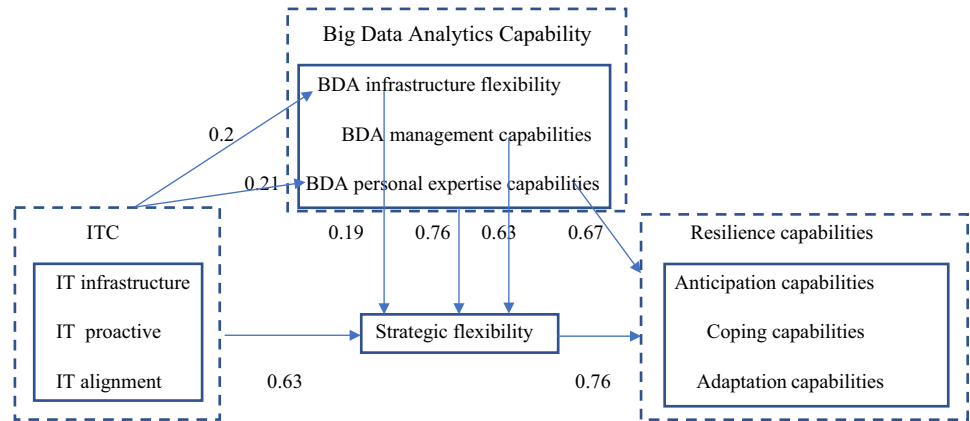 Big Data Analytics Capability
BDA infrastructure flexibility
0.2
BDA management capabilities
0.21
BDA personal expertise capabilities
ITC
0.19
0.76
0.63
0.67
Resilience capabilities
IT infrastructure
Anticipation capabilities
IT proactive
Strategic flexibility
Coping capabilities
IT alignment
0.63
0.76
Adaptation capabilities